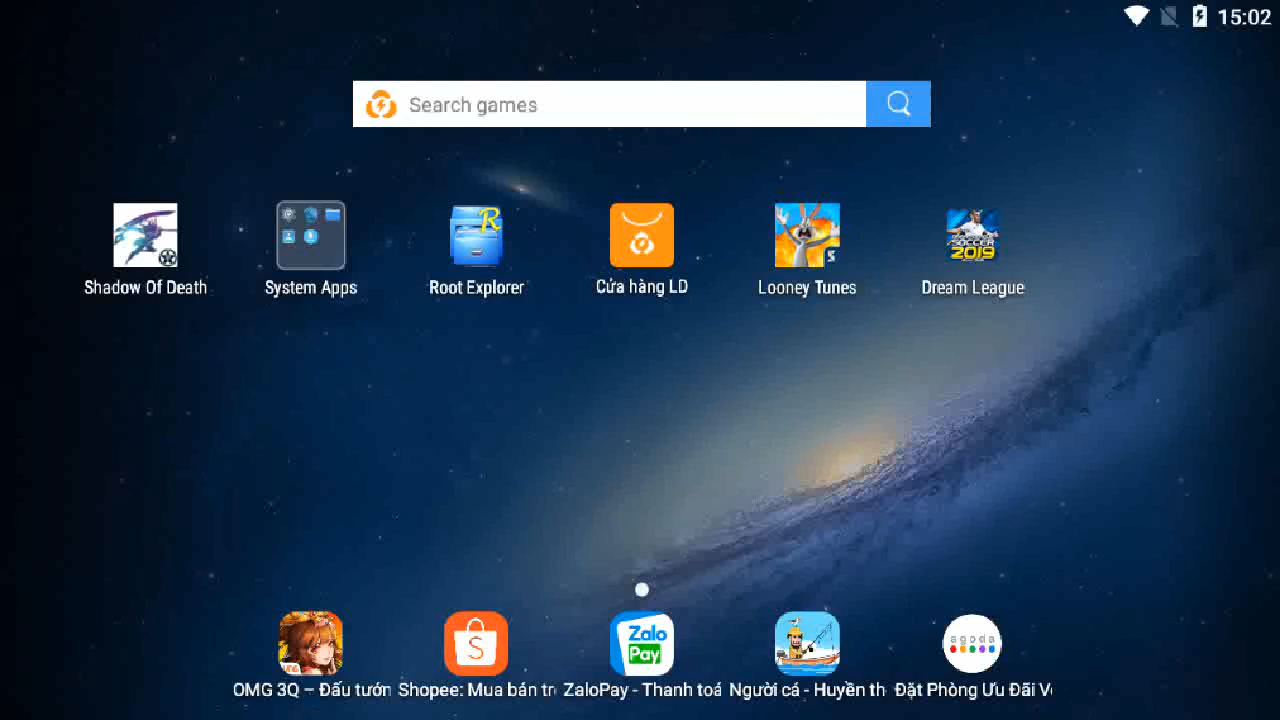 15:02
Search games
R
2019
Shadow Of Death
System Apps
Root Explorer
Cửa hàng LD
Looney Tunes
Dream League
S
Zalo
Pay
agoda
OMG 3Q – Đấu tướn
Shopee: Mua bán tr
ZaloPay - Thanh toá
Người cá - Huyền th
Đặt Phòng Ưu Đãi V